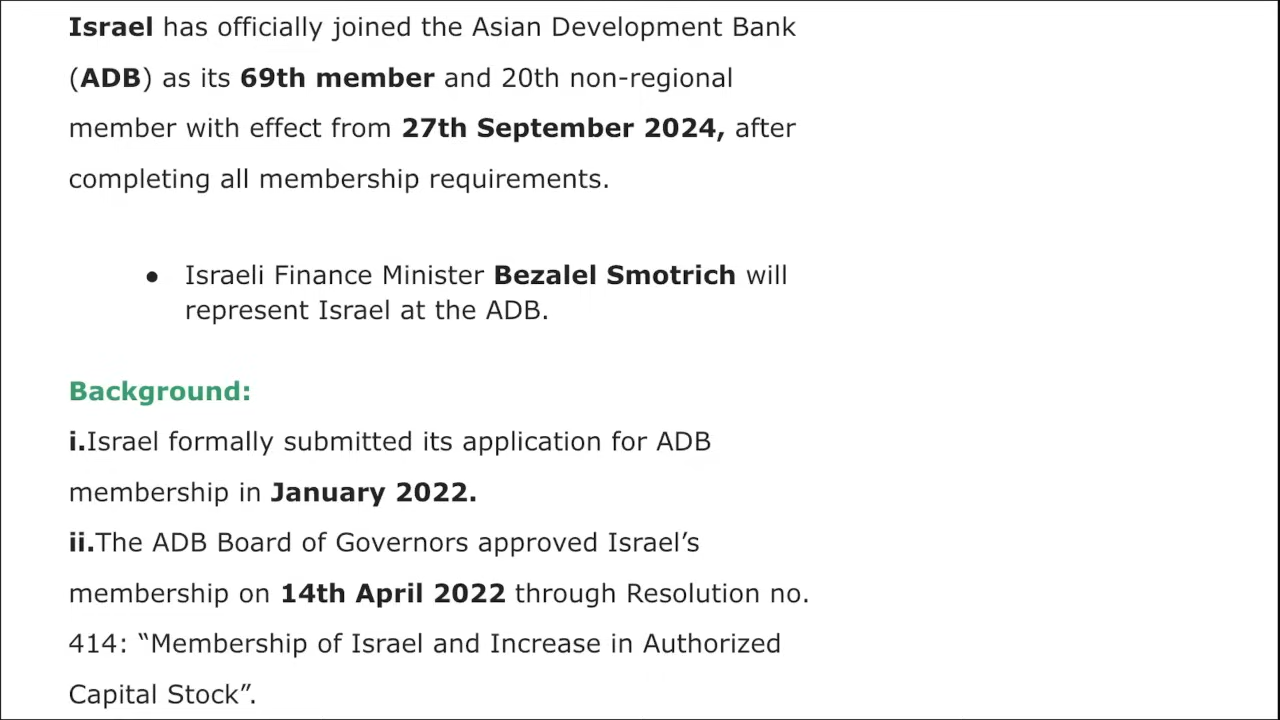 Israel has officially joined the Asian Development Bank
(ADB) as its 69th member and 20th non-regional
member with effect from 27th September 2024, after
completing all membership requirements.
● Israeli Finance Minister Bezalel Smotrich will
represent Israel at the ADB.
Background:
i.Israel formally submitted its application for ADB
membership in January 2022.
ii.The ADB Board of Governors approved Israel’s
membership on 14th April 2022 through Resolution no.
414: “Membership of Israel and Increase in Authorized
Capital Stock”.